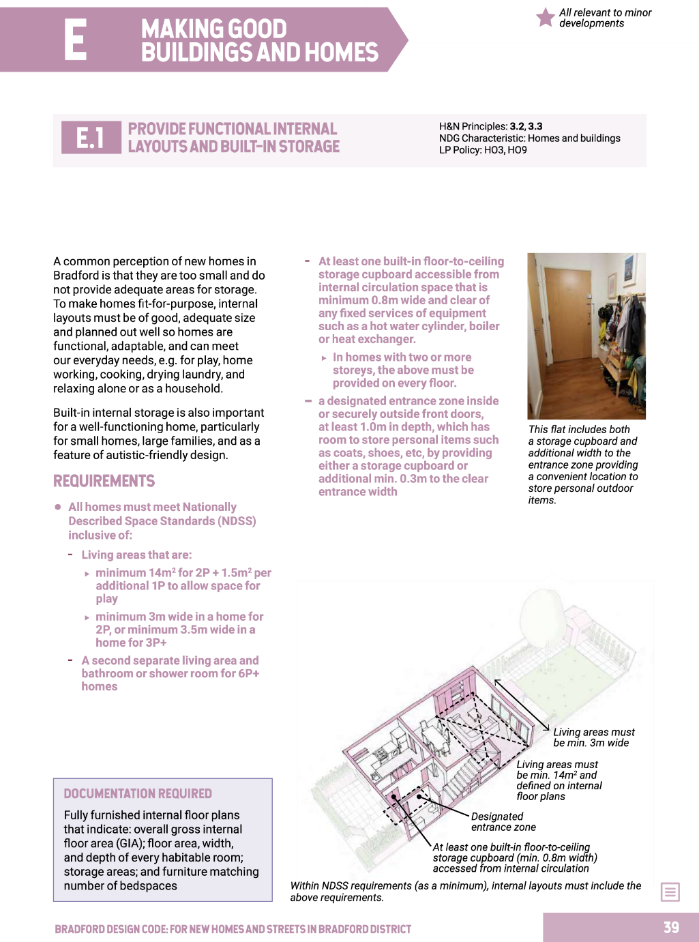 E
MAKING GOOD
BUILDINGS AND HOMES
All relevant to minor
developments
E.1
PROVIDE FUNCTIONAL INTERNAL
LAYOUTS AND BUILT-IN STORAGE
H&N Principles: 3.2, 3.3
NDG Characteristic: Homes and buildings
LP Policy: HO3, HO9
A common perception of new homes in
Bradford is that they are too small and do
not provide adequate areas for storage.
To make homes fit-for-purpose, internal
layouts must be of good, adequate size
and planned out well so homes are
functional, adaptable, and can meet
our everyday needs, e.g. for play, home
working, cooking, drying laundry, and
relaxing alone or as a household.
Built-in internal storage is also important
for a well-functioning home, particularly
for small homes, large families, and as a
feature of autistic-friendly design.
REQUIREMENTS
• All homes must meet Nationally
Described Space Standards (NDSS)
inclusive of:
- Living areas that are:
▸ minimum 14m² for 2P + 1.5m² per
additional 1P to allow space for
play
▸ minimum 3m wide in a home for
2P, or minimum 3.5m wide in a
home for 3P+
- A second separate living area and
bathroom or shower room for 6P+
homes
DOCUMENTATION REQUIRED
Fully furnished internal floor plans
that indicate: overall gross internal
floor area (GIA); floor area, width,
and depth of every habitable room;
storage areas; and furniture matching
number of bedspaces
- At least one built-in floor-to-ceiling
storage cupboard accessible from
internal circulation space that is
minimum 0.8m wide and clear of
any fixed services of equipment
such as a hot water cylinder, boiler
or heat exchanger.
▸ In homes with two or more
storeys, the above must be
provided on every floor.
– a designated entrance zone inside
or securely outside front doors,
at least 1.0m in depth, which has
room to store personal items such
as coats, shoes, etc, by providing
either a storage cupboard or
additional min. 0.3m to the clear
entrance width
This flat includes both
a storage cupboard and
additional width to the
entrance zone providing
a convenient location to
store personal outdoor
items.
Living areas must
be min. 3m wide
Living areas must
be min. 14m² and
defined on internal
floor plans
Designated
entrance zone
At least one built-in floor-to-ceiling
storage cupboard (min. 0.8m width)
accessed from internal circulation
Within NDSS requirements (as a minimum), internal layouts must include the
above requirements.
BRADFORD DESIGN CODE: FOR NEW HOMES AND STREETS IN BRADFORD DISTRICT
39